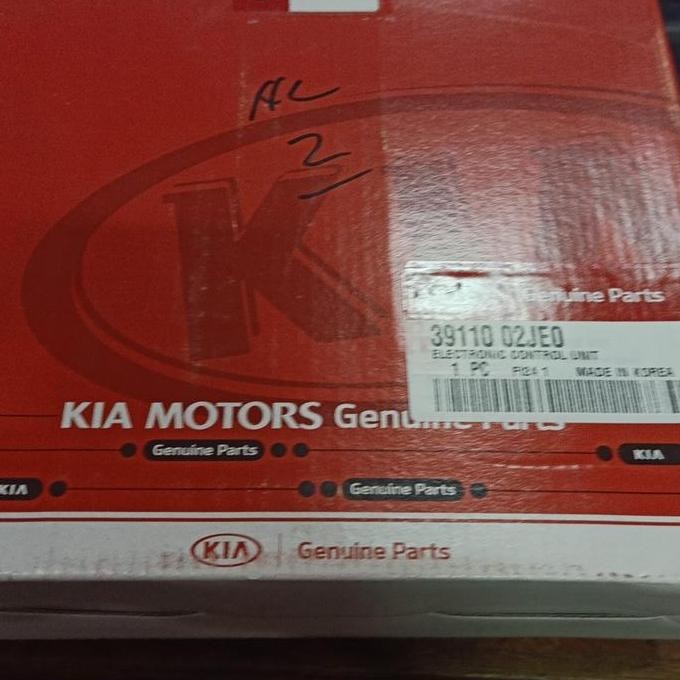 AC
2
KIA
Genuine Parts
39110 02JE0
ELECTRONIC CONTROL UNIT
1 PC MADE IN KOREA
KIA MOTORS Genuine Parts
Genuine Parts KIA
KIA Genuine Parts
KIA Genuine Parts